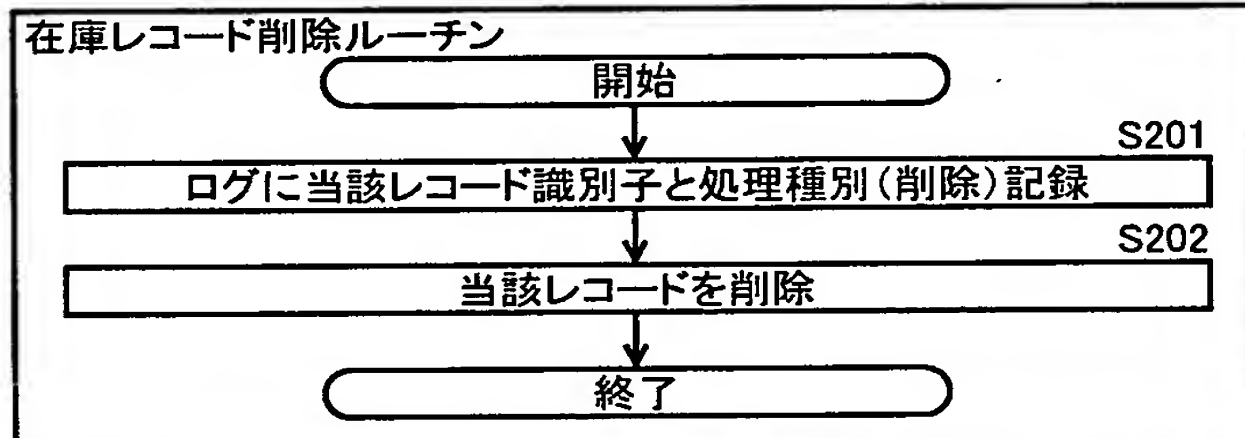 在庫レコード削除ルーチン
開始
S201
ログに当該レコード識別子と処理種別(削除)記録
S202
当該レコードを削除
終了